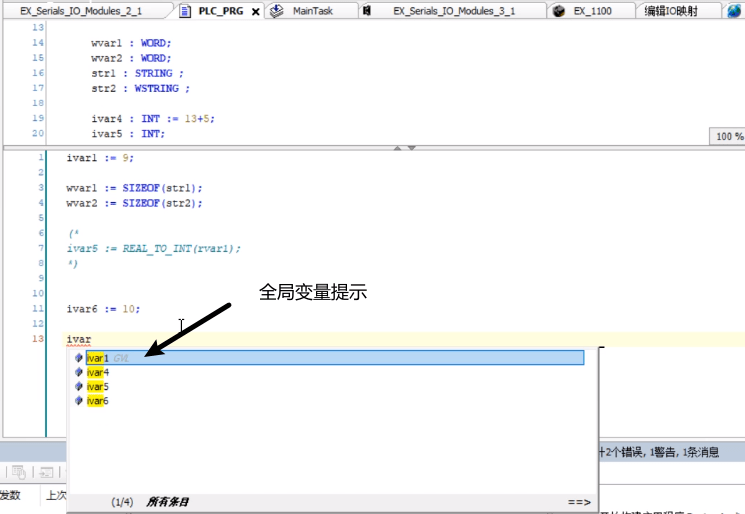 EX_Serials_IO_Modules_2_1 PLC_PRG MainTask EX_Serials_IO_Modules_3_1 EX_1100 编辑IO映射
13
14 wvar1 : WORD;
15 wvar2 : WORD;
16 str1 : STRING ;
17 str2 : WSTRING ;
18
19 ivar4 : INT := 13+5;
20 ivar5 : INT;
100 %
1 ivar1 := 9;
2
3 wvar1 := SIZEOF(str1);
4 wvar2 := SIZEOF(str2);
5
6 (*
7 ivar5 := REAL_TO_INT(rvar1);
8 *)
9
10
全局变量提示
11 ivar6 := 10;
12
13 ivar
ivar1 GVL
ivar4
ivar5
ivar6
2个错误, 1警告, 1条消息
发数 上次
(1/4) 所有条目 ==>